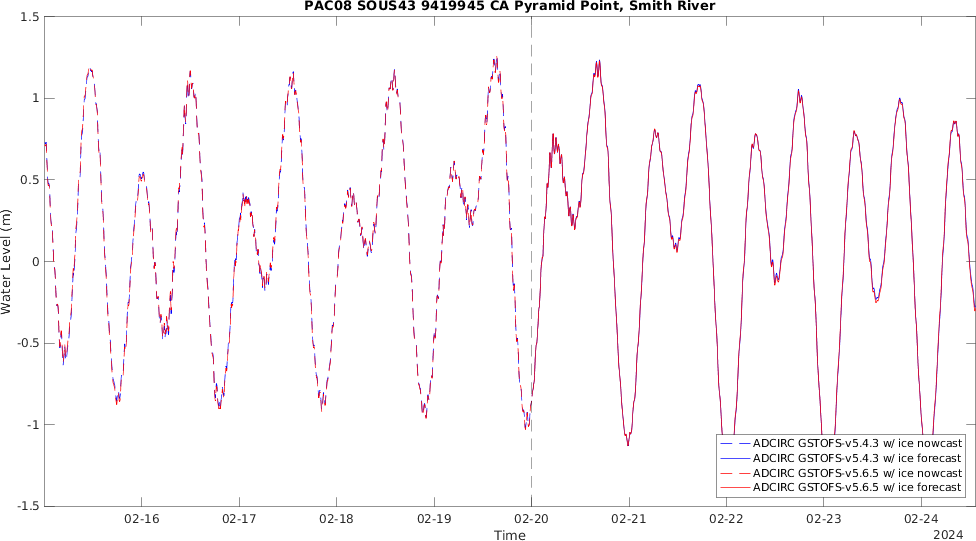 PAC08 SOUS43 9419945 CA Pyramid Point, Smith River
1.5
1
0.5
0
-0.5
-1
-1.5
Water Level (m)
02-16 02-17 02-18 02-19 02-20 02-21 02-22 02-23 02-24
Time
2024
ADCIRC GSTOFS-v5.4.3 w/ ice nowcast
ADCIRC GSTOFS-v5.4.3 w/ ice forecast
ADCIRC GSTOFS-v5.6.5 w/ ice nowcast
ADCIRC GSTOFS-v5.6.5 w/ ice forecast